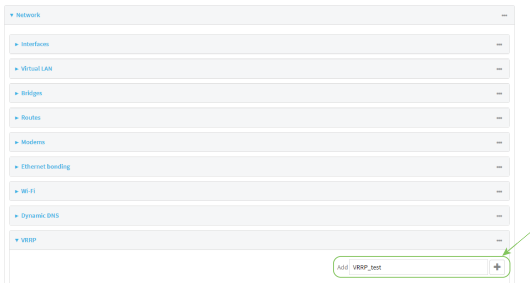 Network
Interfaces
Virtual LAN
Bridges
Routes
Modems
Ethernet bonding
Wi-Fi
Dynamic DNS
VRRP
Add VRRP_test